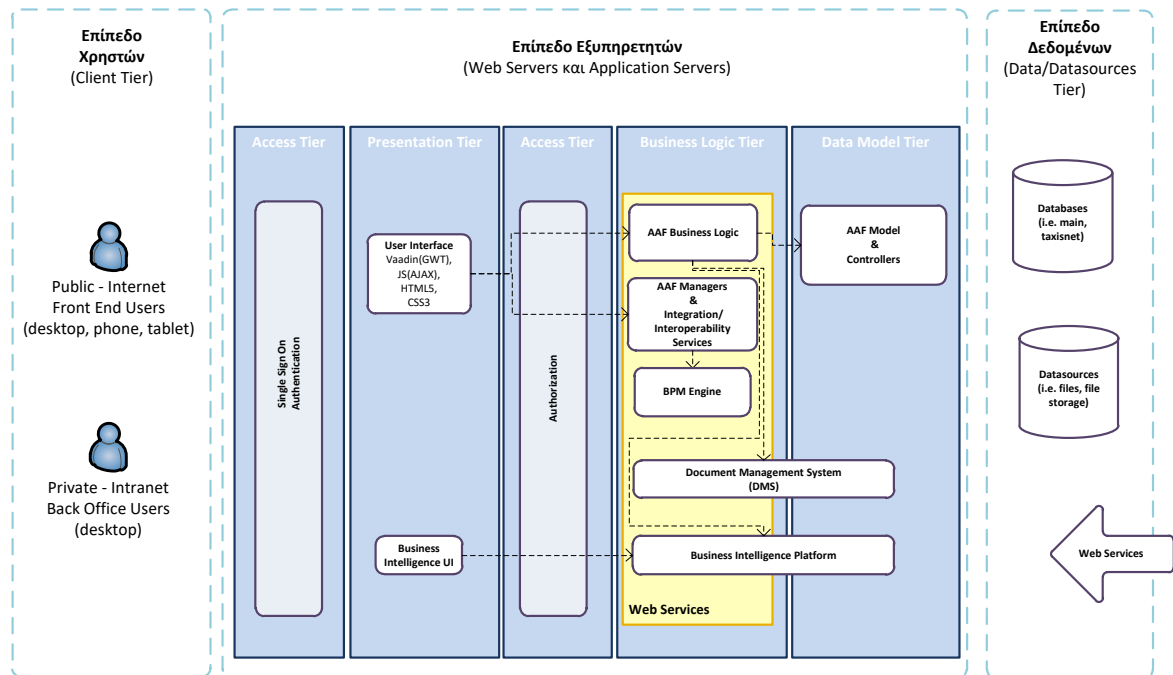 Επίπεδο
Χρηστών
(Client Tier)
Public - Internet
Front End Users
(desktop, phone, tablet)
Private - Intranet
Back Office Users
(desktop)
Επίπεδο Εξυπηρετητών
(Web Servers και Application Servers)
Access Tier
Single Sign On
Authentication
Presentation Tier
User Interface
Vaadin(GWT),
JS(AJAX),
HTML5,
CSS3
Business
Intelligence UI
Access Tier
Authorization
Business Logic Tier
AAF Business Logic
AAF Managers
&
Integration/
Interoperability
Services
BPM Engine
Document Management System
(DMS)
Business Intelligence Platform
Web Services
Data Model Tier
AAF Model
&
Controllers
Επίπεδο
Δεδομένων
(Data/Datasources
Tier)
Databases
(i.e. main,
taxisnet)
Datasources
(i.e. files, file
storage)
Web Services